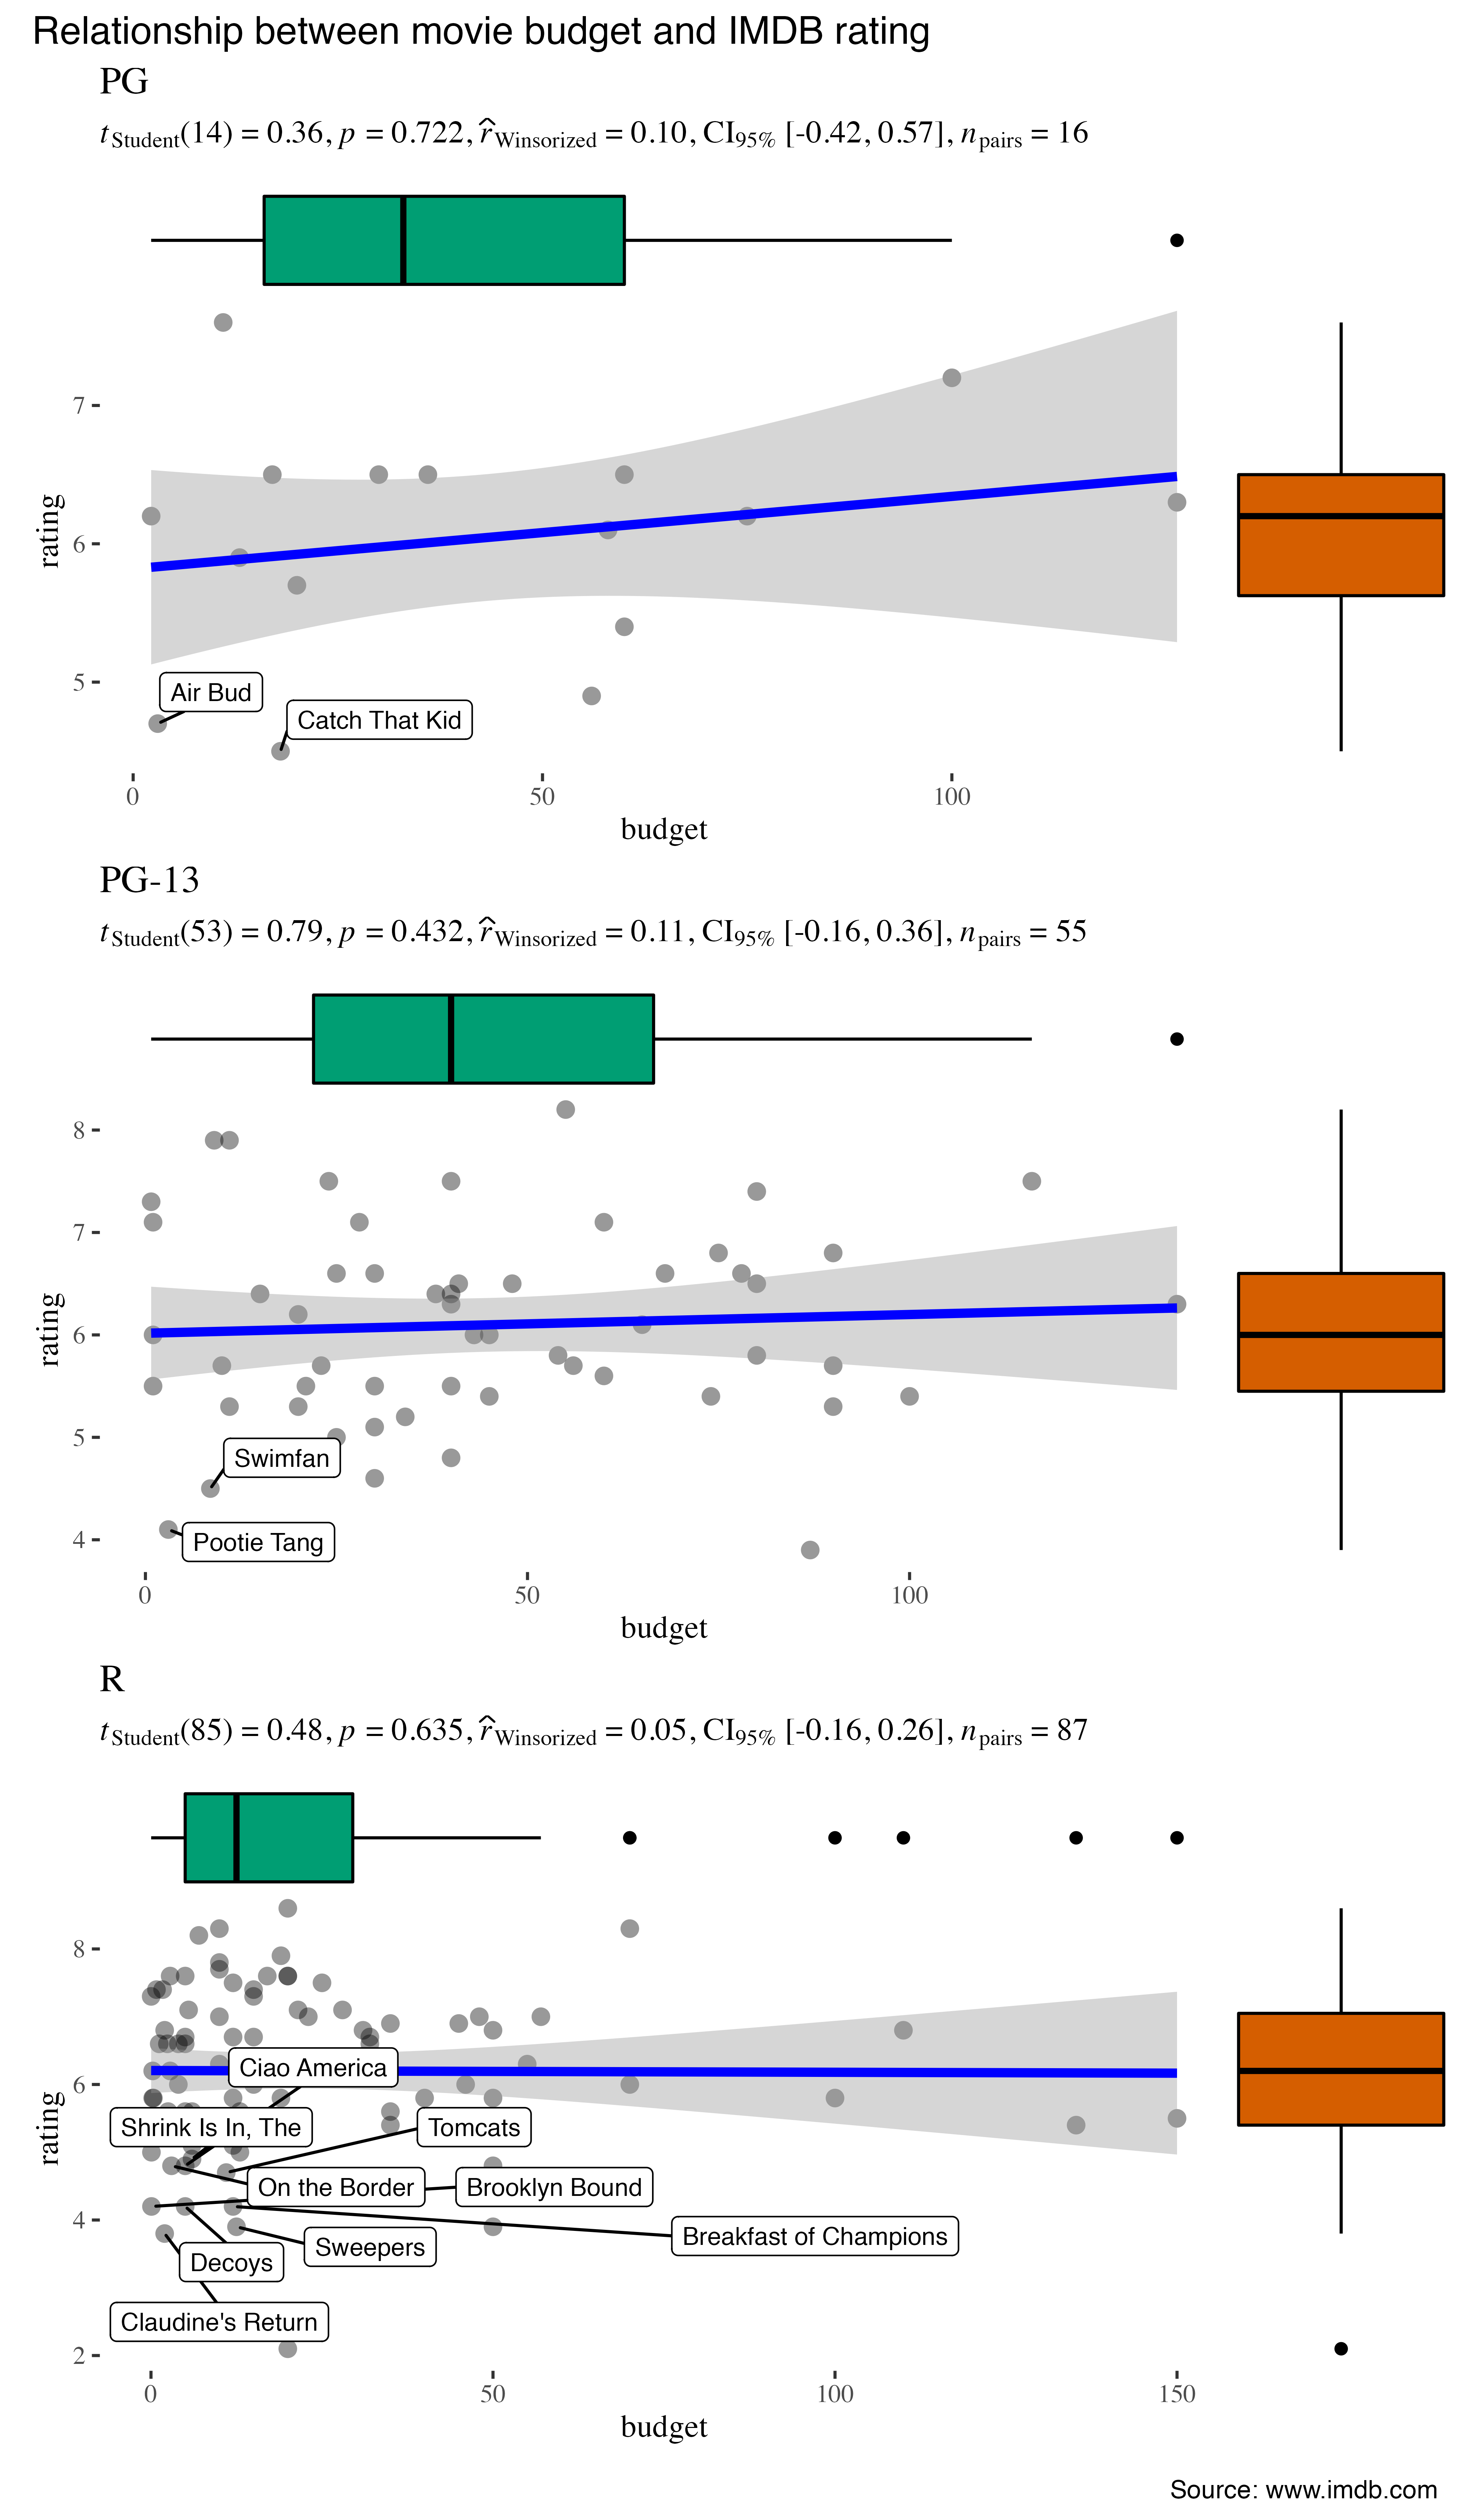 Relationship between movie budget and IMDB rating
PG
tStudent(14) = 0.36, p = 0.722, r̂Winsorized = 0.10, CI95% [-0.42, 0.57], npairs = 16
7
6
5
rating
Air Bud
Catch That Kid
0 50 100
budget
PG-13
tStudent(53) = 0.79, p = 0.432, r̂Winsorized = 0.11, CI95% [-0.16, 0.36], npairs = 55
8
7
6
5
4
rating
Swimfan
Pootie Tang
0 50 100
budget
R
tStudent(85) = 0.48, p = 0.635, r̂Winsorized = 0.05, CI95% [-0.16, 0.26], npairs = 87
8
6
4
2
rating
Ciao America
Shrink Is In, The
Tomcats
On the Border
Brooklyn Bound
Breakfast of Champions
Sweepers
Decoys
Claudine's Return
0 50 100 150
budget
Source: www.imdb.com